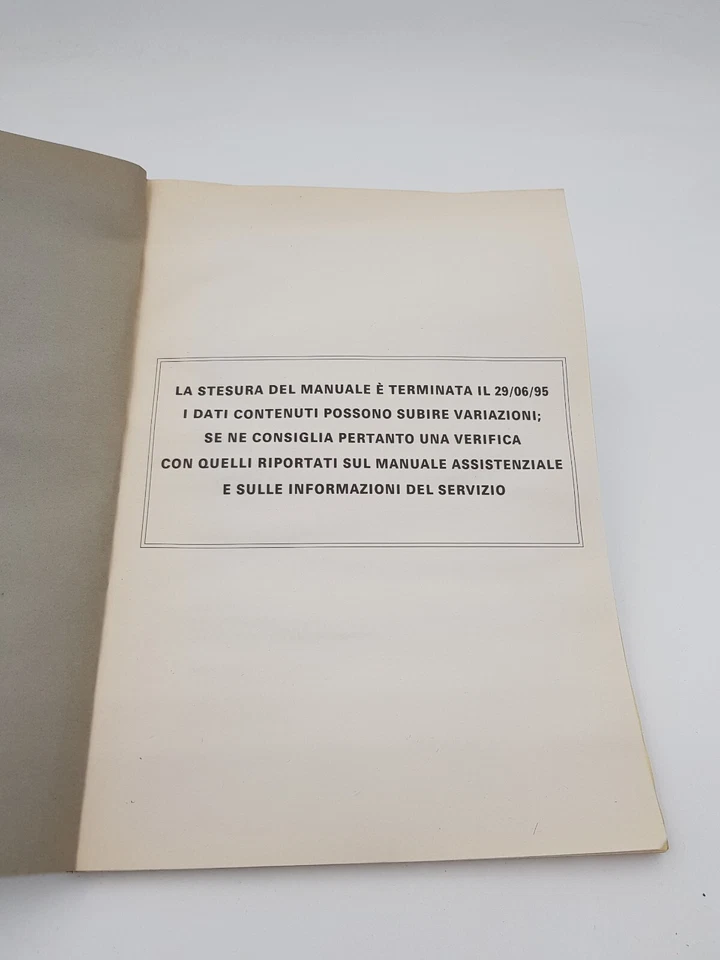 LA STESURA DEL MANUALE È TERMINATA IL 29/06/95
I DATI CONTENUTI POSSONO SUBIRE VARIAZIONI;
SE NE CONSIGLIA PERTANTO UNA VERIFICA
CON QUELLI RIPORTATI SUL MANUALE ASSISTENZIALE
E SULLE INFORMAZIONI DEL SERVIZIO